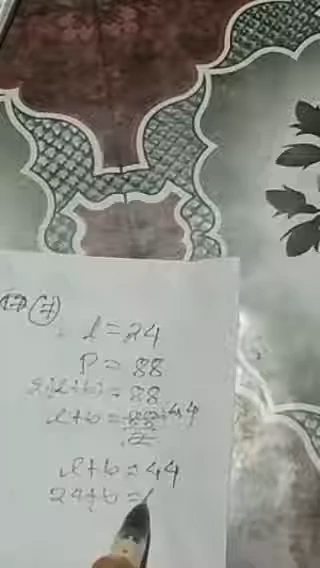 (7)
l = 24
P = 88
2(l+b) = 88
l+b = 88 44
2
l+b = 44
24+b =